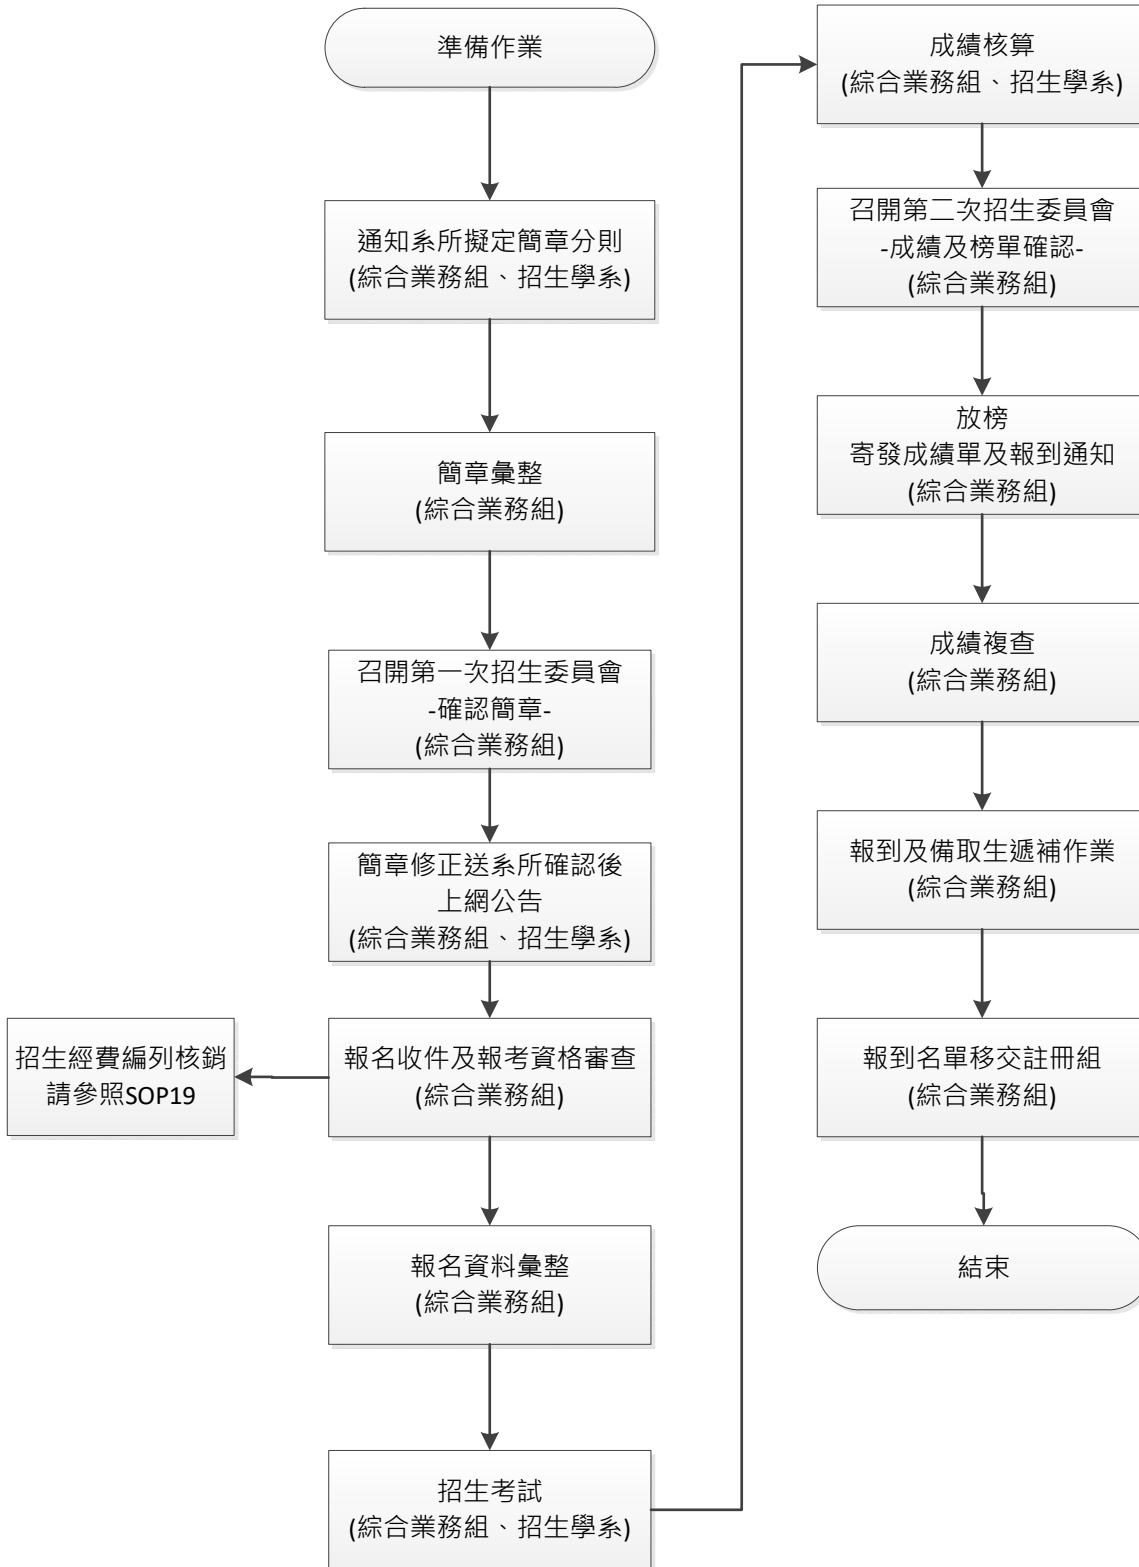 準備作業
通知系所擬定簡章分則
(綜合業務組、招生學系)
簡章彙整
(綜合業務組)
召開第一次招生委員會
-確認簡章-
(綜合業務組)
簡章修正送系所確認後
上網公告
(綜合業務組、招生學系)
報名收件及報考資格審查
(綜合業務組)
招生經費編列核銷
請參照SOP19
報名資料彙整
(綜合業務組)
招生考試
(綜合業務組、招生學系)
成績核算
(綜合業務組、招生學系)
召開第二次招生委員會
-成績及榜單確認-
(綜合業務組)
放榜
寄發成績單及報到通知
(綜合業務組)
成績複查
(綜合業務組)
報到及備取生遞補作業
(綜合業務組)
報到名單移交註冊組
(綜合業務組)
結束